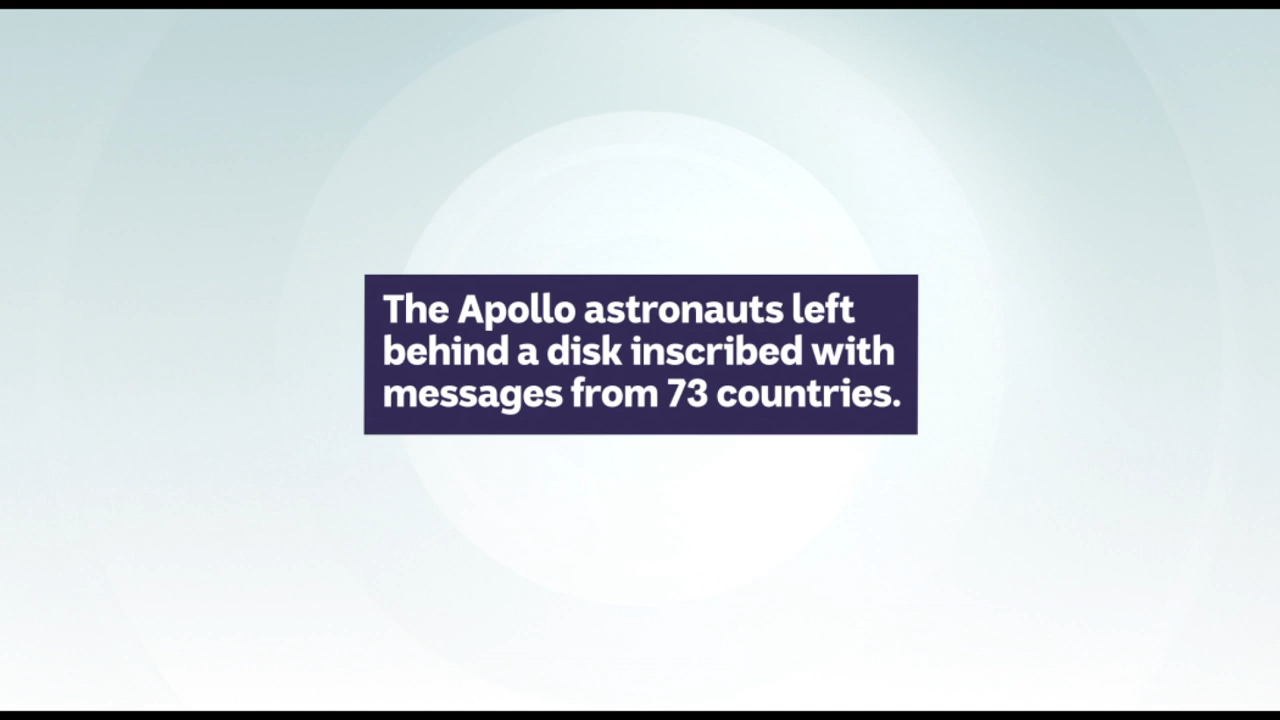 The Apollo astronauts left
behind a disk inscribed with
messages from 73 countries.